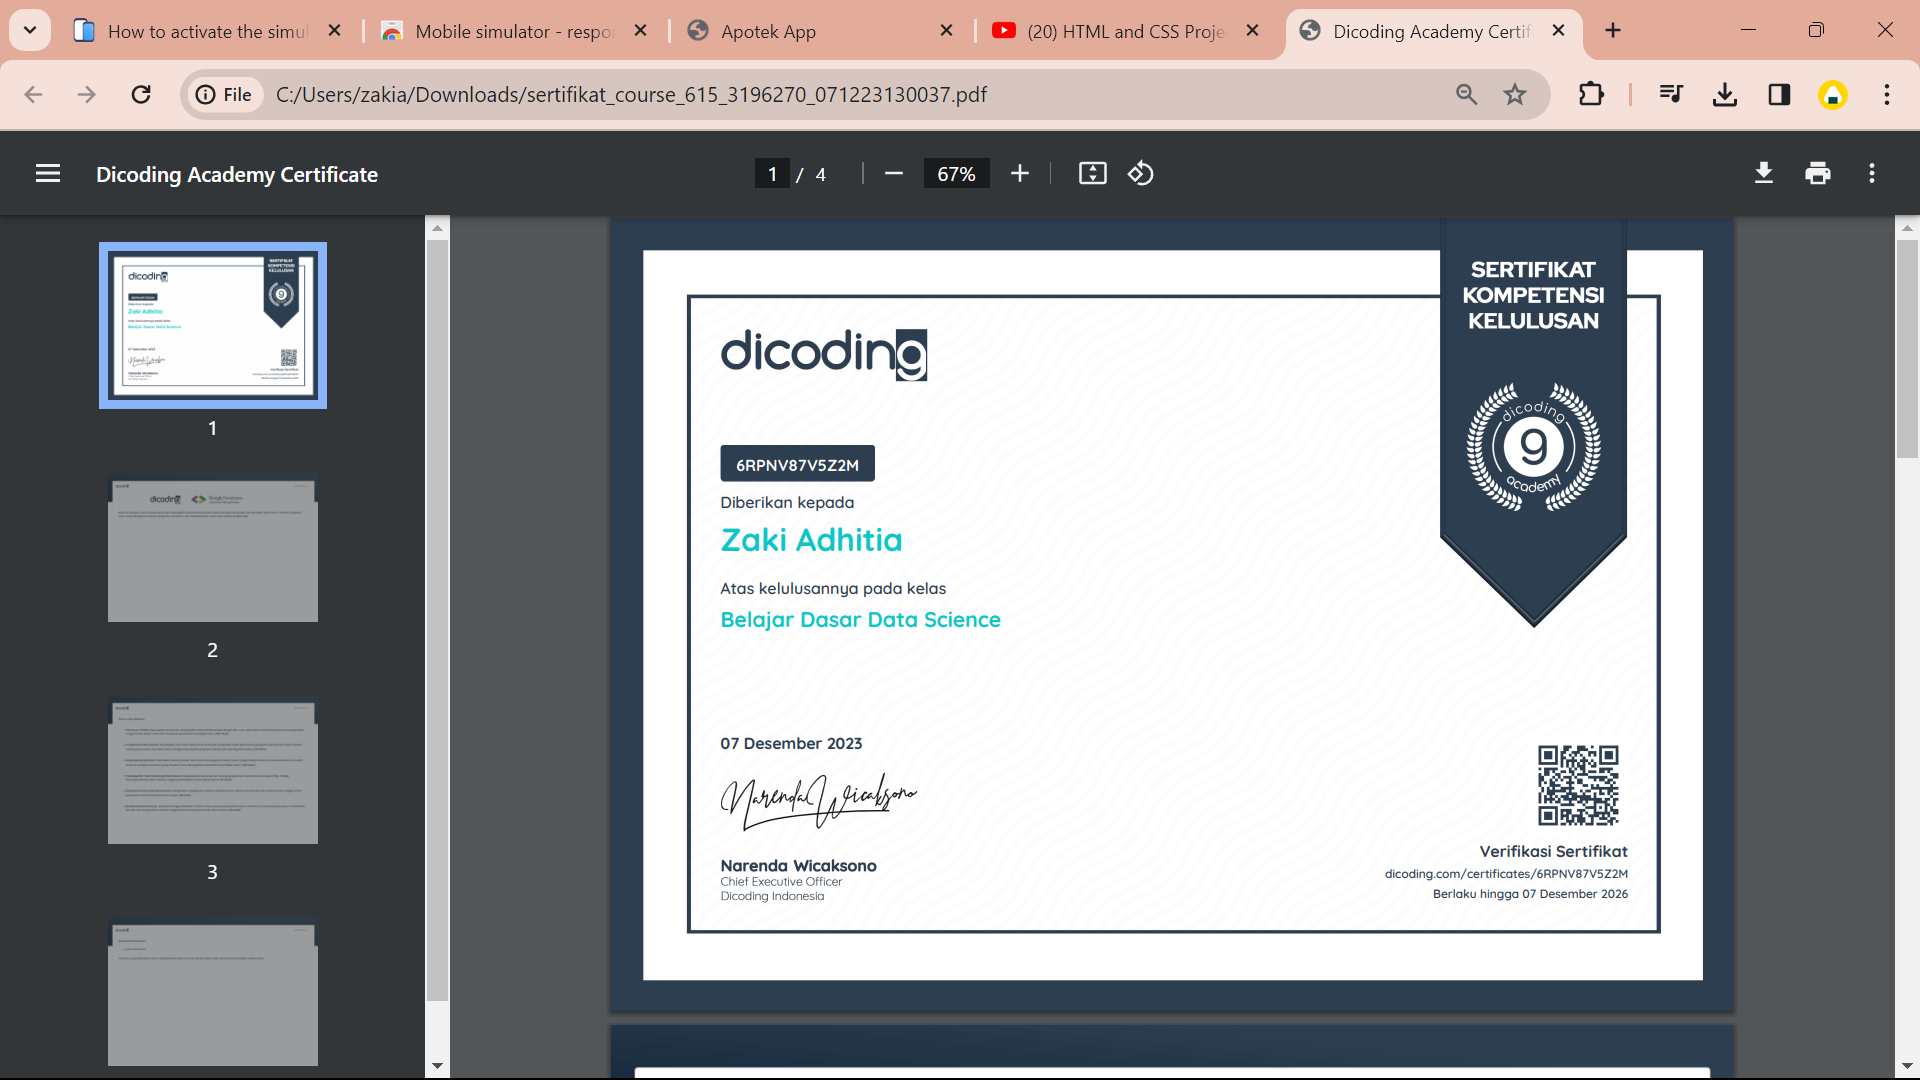 How to activate the simu
Mobile simulator - respo
Apotek App
(20) HTML and CSS Proje
Dicoding Academy Certif
File
C:/Users/zakia/Downloads/sertifikat_course_615_3196270_071223130037.pdf
Dicoding Academy Certificate
1 / 4
67%
1
2
3
SERTIFIKAT
KOMPETENSI
KELULUSAN
dicoding
academy
dicoding
6RPNV87V5Z2M
Diberikan kepada
Zaki Adhitia
Atas kelulusannya pada kelas
Belajar Dasar Data Science
07 Desember 2023
Narenda Wicaksono
Narenda Wicaksono
Chief Executive Officer
Dicoding Indonesia
Verifikasi Sertifikat
dicoding.com/certificates/6RPNV87V5Z2M
Berlaku hingga 07 Desember 2026